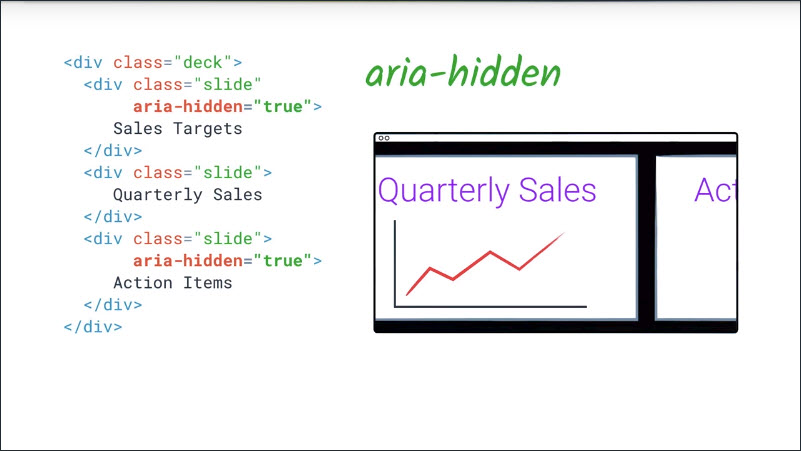 <div class="deck">
<div class="slide"
aria-hidden="true">
Sales Targets
</div>
<div class="slide">
Quarterly Sales
</div>
<div class="slide">
aria-hidden="true">
Action Items
</div>
</div>
aria-hidden
Quarterly Sales
Act